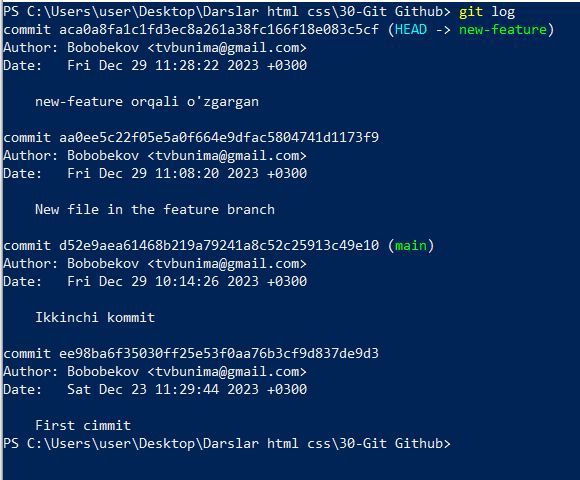 PS C:\Users\user\Desktop\Darslar html css\30-Git Github> git log
commit aca0a8fa1c1fd3ec8a261a38fc166f18e083c5cf (HEAD -> new-feature)
Author: Bobobekov <tvbunima@gmail.com>
Date:   Fri Dec 29 11:28:22 2023 +0300
    new-feature orqali o'zgargan
commit aa0ee5c22f05e5a0f664e9dfac5804741d1173f9
Author: Bobobekov <tvbunima@gmail.com>
Date:   Fri Dec 29 11:08:20 2023 +0300
    New file in the feature branch
commit d52e9aea61468b219a79241a8c52c25913c49e10 (main)
Author: Bobobekov <tvbunima@gmail.com>
Date:   Fri Dec 29 10:14:26 2023 +0300
    Ikkinchi kommit
commit ee98ba6f35030ff25e53f0aa76b3cf9d837de9d3
Author: Bobobekov <tvbunima@gmail.com>
Date:   Sat Dec 23 11:29:44 2023 +0300
    First cimmit
PS C:\Users\user\Desktop\Darslar html css\30-Git Github>